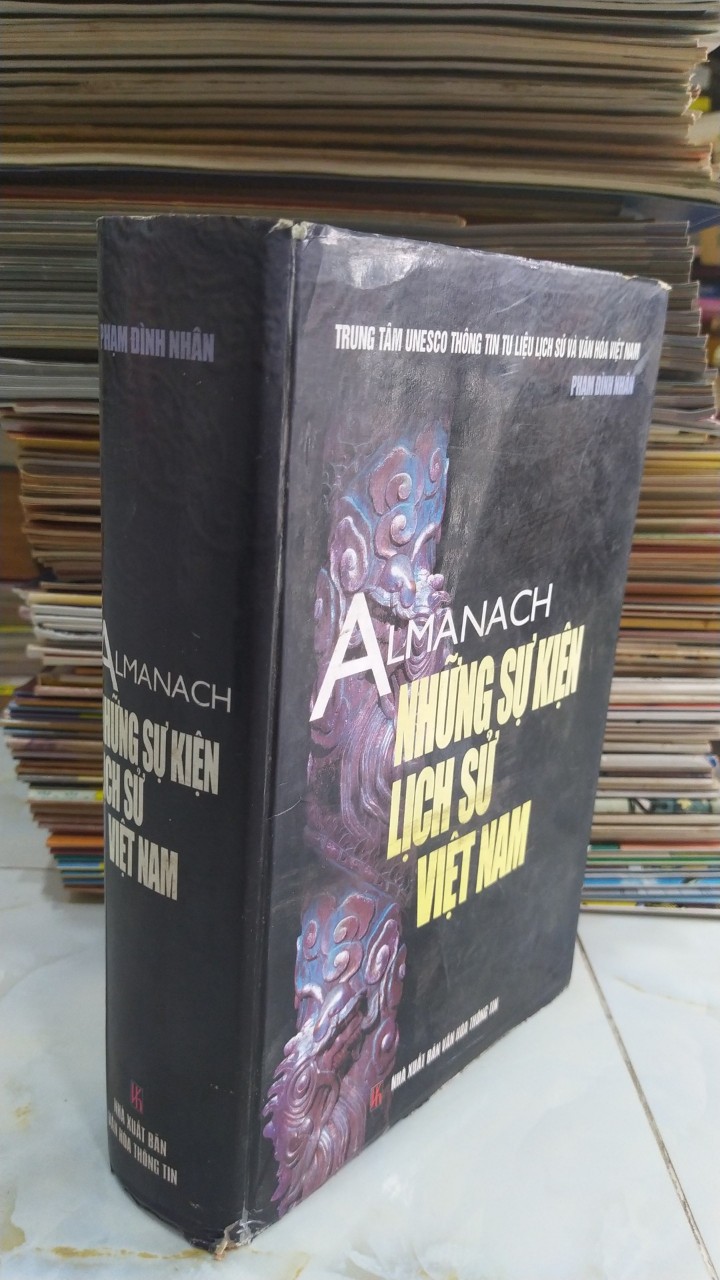 PHẠM ĐÌNH NHÂN
ALMANACH
NHỮNG SỰ KIỆN
LỊCH SỬ
VIỆT NAM
NHÀ XUẤT BẢN
VĂN HÓA THÔNG TIN
TRUNG TÂM UNESCO THÔNG TIN TƯ LIỆU LỊCH SỬ VÀ VĂN HÓA VIỆT NAM
PHẠM ĐÌNH NHÂN
ALMANACH
NHỮNG SỰ KIỆN
LỊCH SỬ
VIỆT NAM
NHÀ XUẤT BẢN VĂN HÓA THÔNG TIN